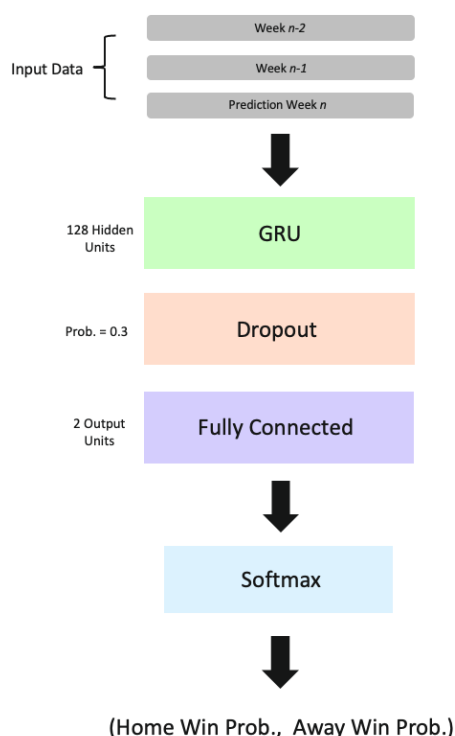 Week n-2
Input Data
Week n-1
Prediction Week n
128 Hidden
Units
GRU
Prob. = 0.3
Dropout
2 Output
Units
Fully Connected
Softmax
(Home Win Prob., Away Win Prob.)